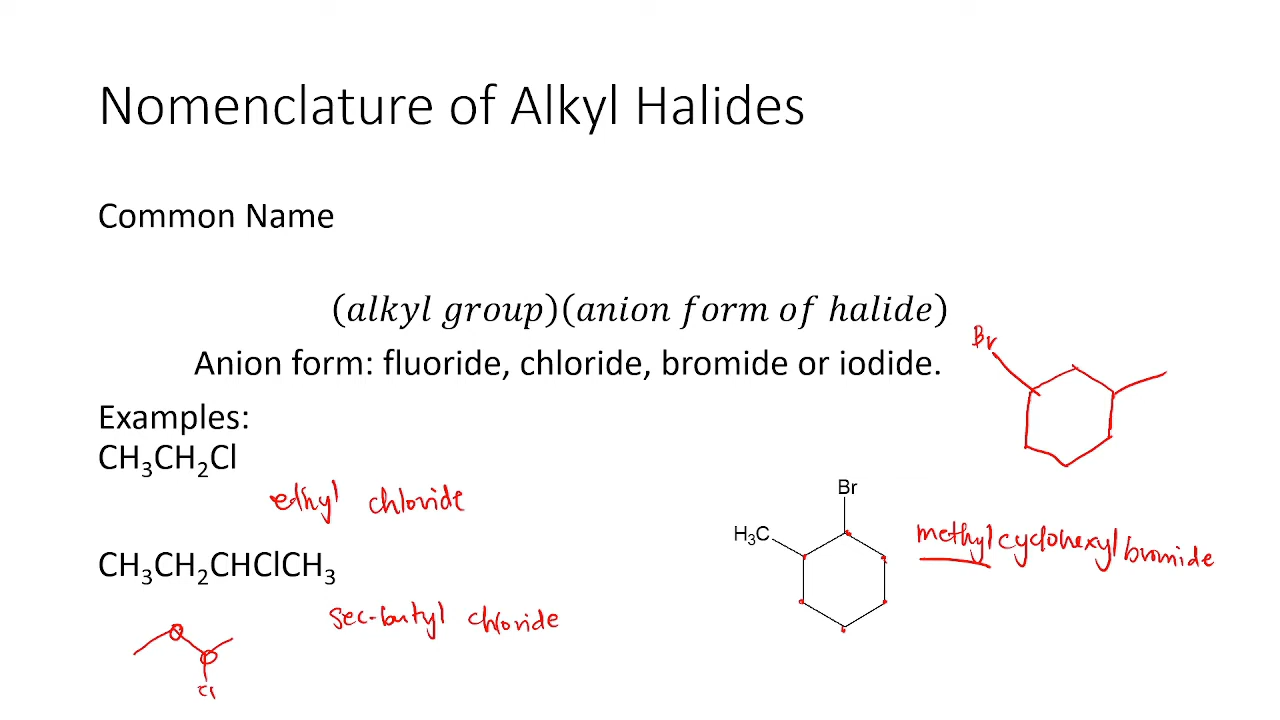 Nomenclature of Alkyl Halides
Common Name
(alkyl group)(anion form of halide)
Anion form: fluoride, chloride, bromide or iodide.
Br
Examples:
CH₃CH₂Cl
ethyl chloride
Br
H₃C
methylcyclohexyl bromide
CH₃CH₂CHClCH₃
sec-butyl chloride
Cl